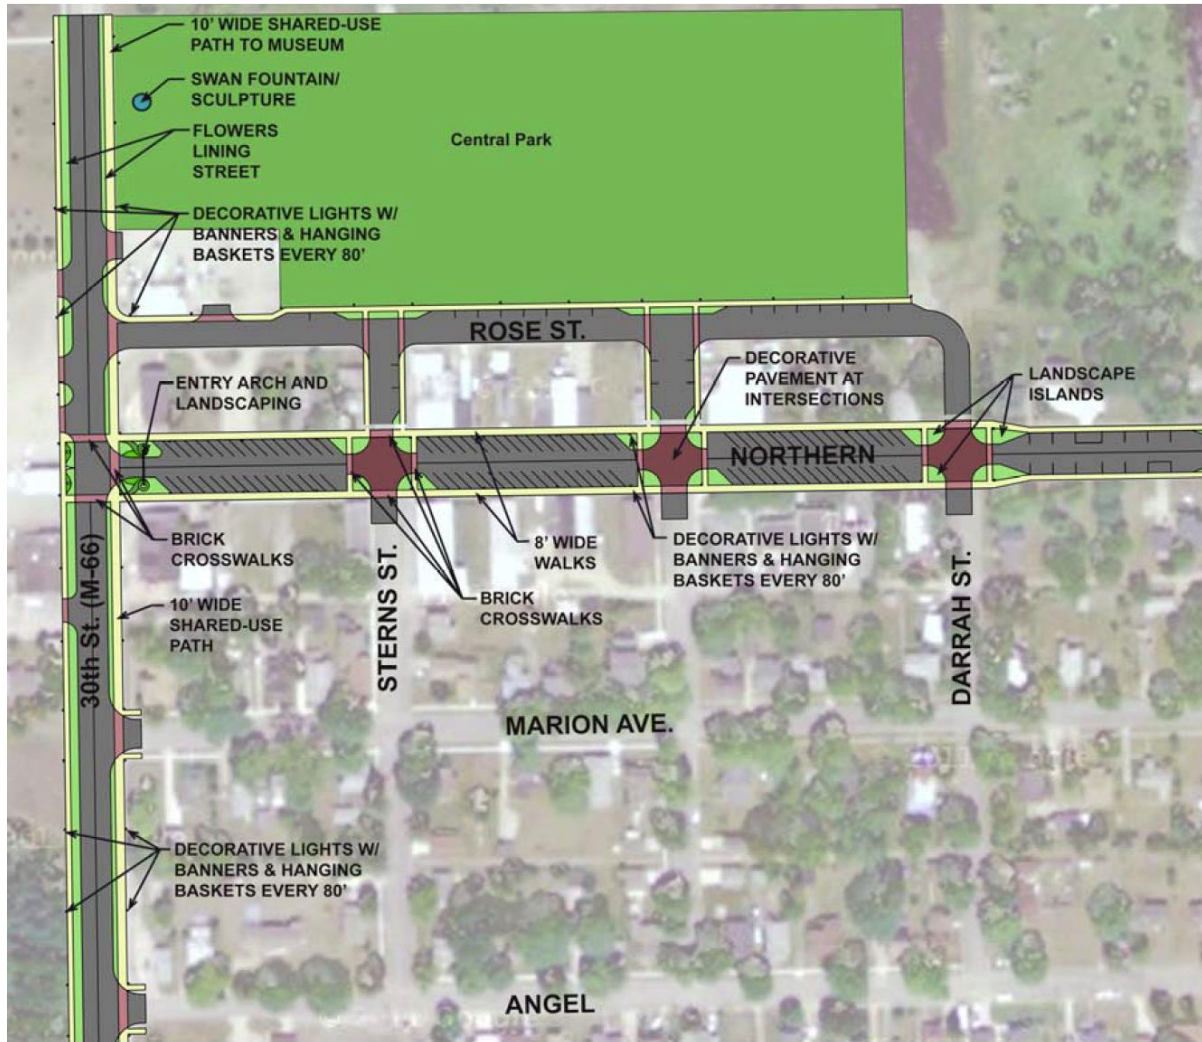 10' WIDE SHARED-USE
PATH TO MUSEUM
SWAN FOUNTAIN/
SCULPTURE
FLOWERS
LINING
STREET
Central Park
DECORATIVE LIGHTS W/
BANNERS & HANGING
BASKETS EVERY 80'
ROSE ST.
ENTRY ARCH AND
LANDSCAPING
DECORATIVE
PAVEMENT AT
INTERSECTIONS
LANDSCAPE
ISLANDS
NORTHERN
BRICK
CROSSWALKS
8' WIDE
WALKS
DECORATIVE LIGHTS W/
BANNERS & HANGING
BASKETS EVERY 80'
BRICK
CROSSWALKS
10' WIDE
SHARED-USE
PATH
30th St. (M-66)
STERNS ST.
DARRAH ST.
MARION AVE.
DECORATIVE LIGHTS W/
BANNERS & HANGING
BASKETS EVERY 80'
ANGEL